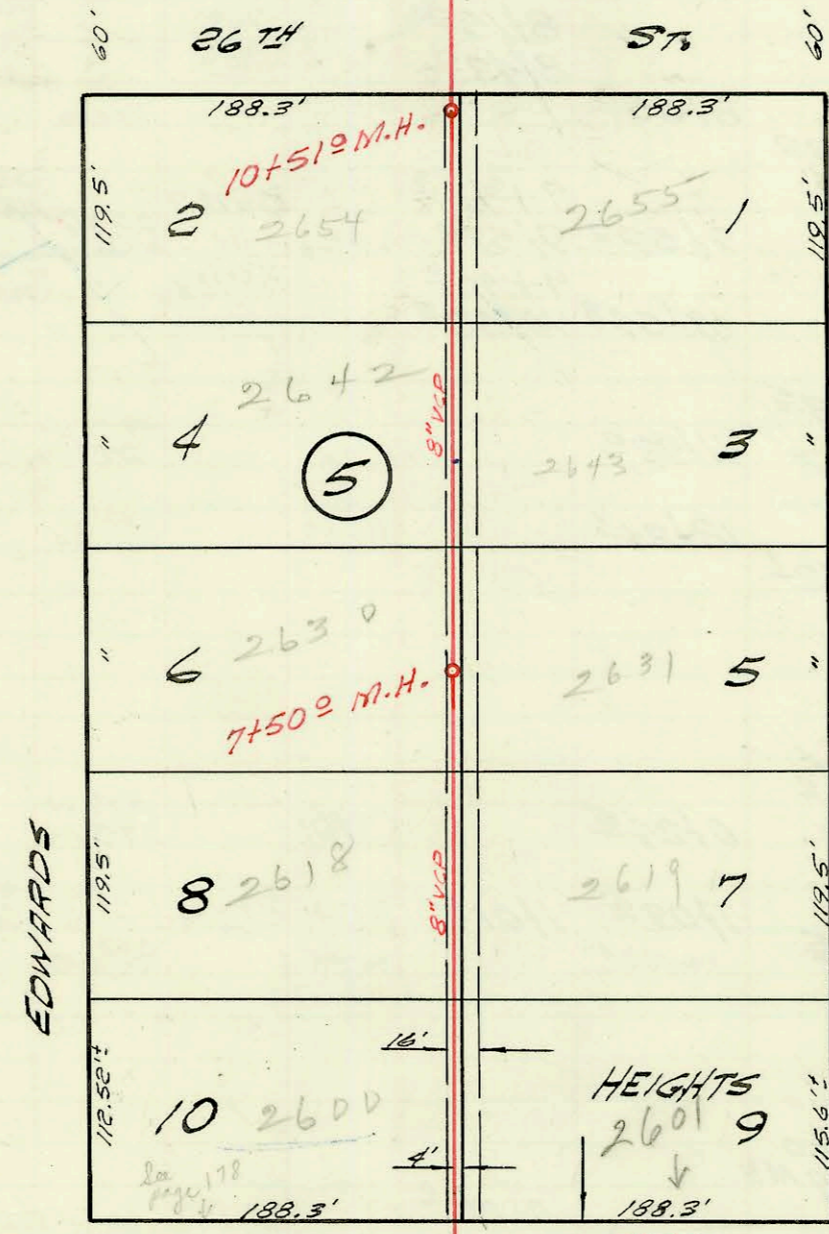 60' 26TH ST. 60'
188.3' 188.3'
10+51º M.H.
119.5' 2 2654 2655 1 119.5'
" 4 2642 8" VCP 2643 3 "
5
" 6 2630 2631 5 "
7+50º M.H.
EDWARDS
119.5' 8 2618 8" VCP 2619 7 119.5'
16'
HEIGHTS
112.52'± 10 2600 2601 9 115.6'±
4'
See
page 178
188.3' 188.3'